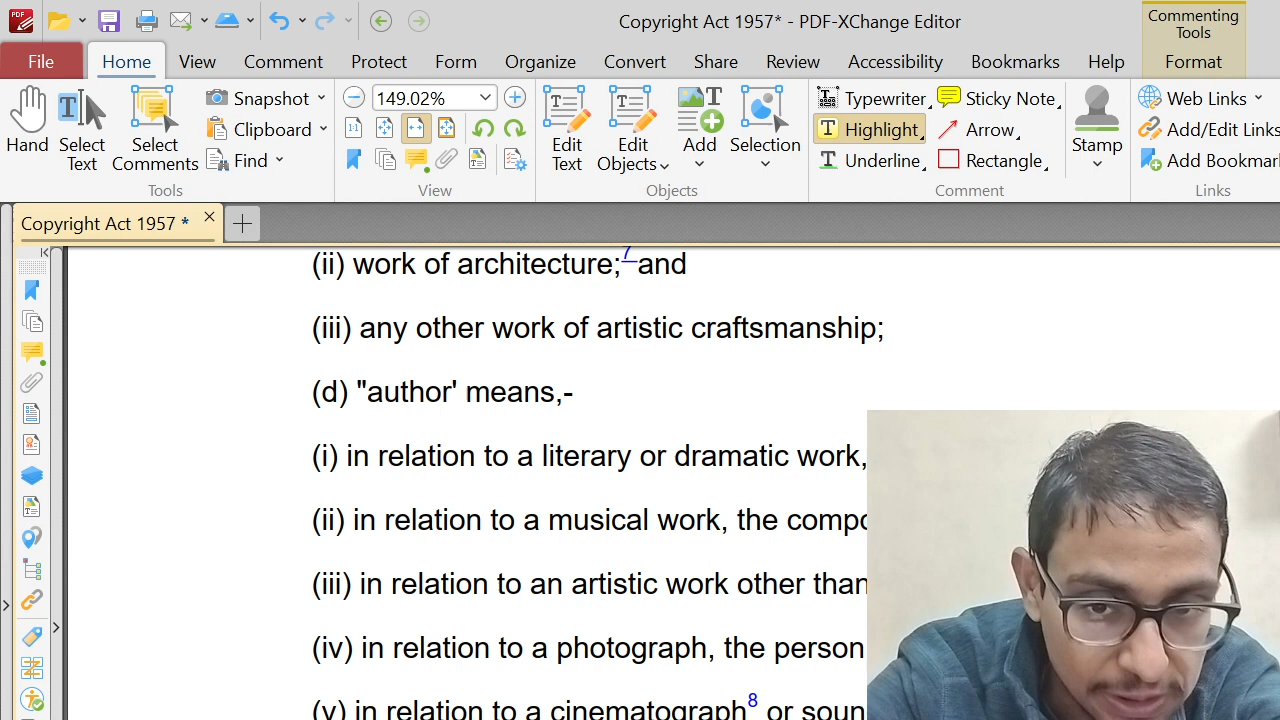 Copyright Act 1957* - PDF-XChange Editor
Commenting Tools
File Home View Comment Protect Form Organize Convert Share Review Accessibility Bookmarks Help Format
Hand
Select Text
Select Comments
Snapshot
Clipboard
Find
Tools
149.02%
View
Edit Text
Edit Objects
Add
Selection
Objects
Typewriter
Highlight
Underline
Sticky Note
Arrow
Rectangle
Stamp
Comment
Web Links
Add/Edit Links
Add Bookmar
Links
Copyright Act 1957 *
(ii) work of architecture;7 and
(iii) any other work of artistic craftsmanship;
(d) "author' means,-
(i) in relation to a literary or dramatic work,
(ii) in relation to a musical work, the compo
(iii) in relation to an artistic work other than
(iv) in relation to a photograph, the person
(v) in relation to a cinematograph8 or soun